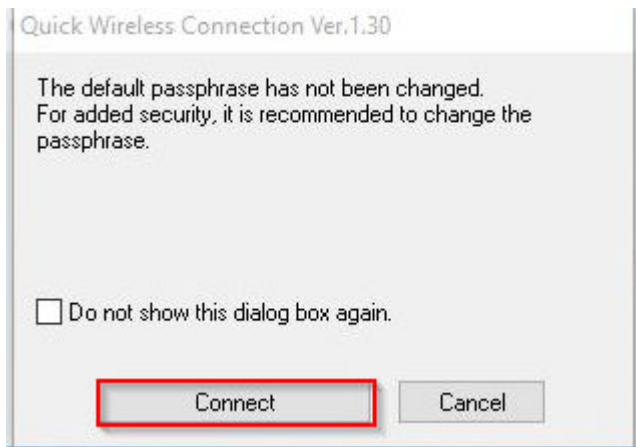 Quick Wireless Connection Ver.1.30
The default passphrase has not been changed.
For added security, it is recommended to change the
passphrase.
Do not show this dialog box again.
Connect
Cancel